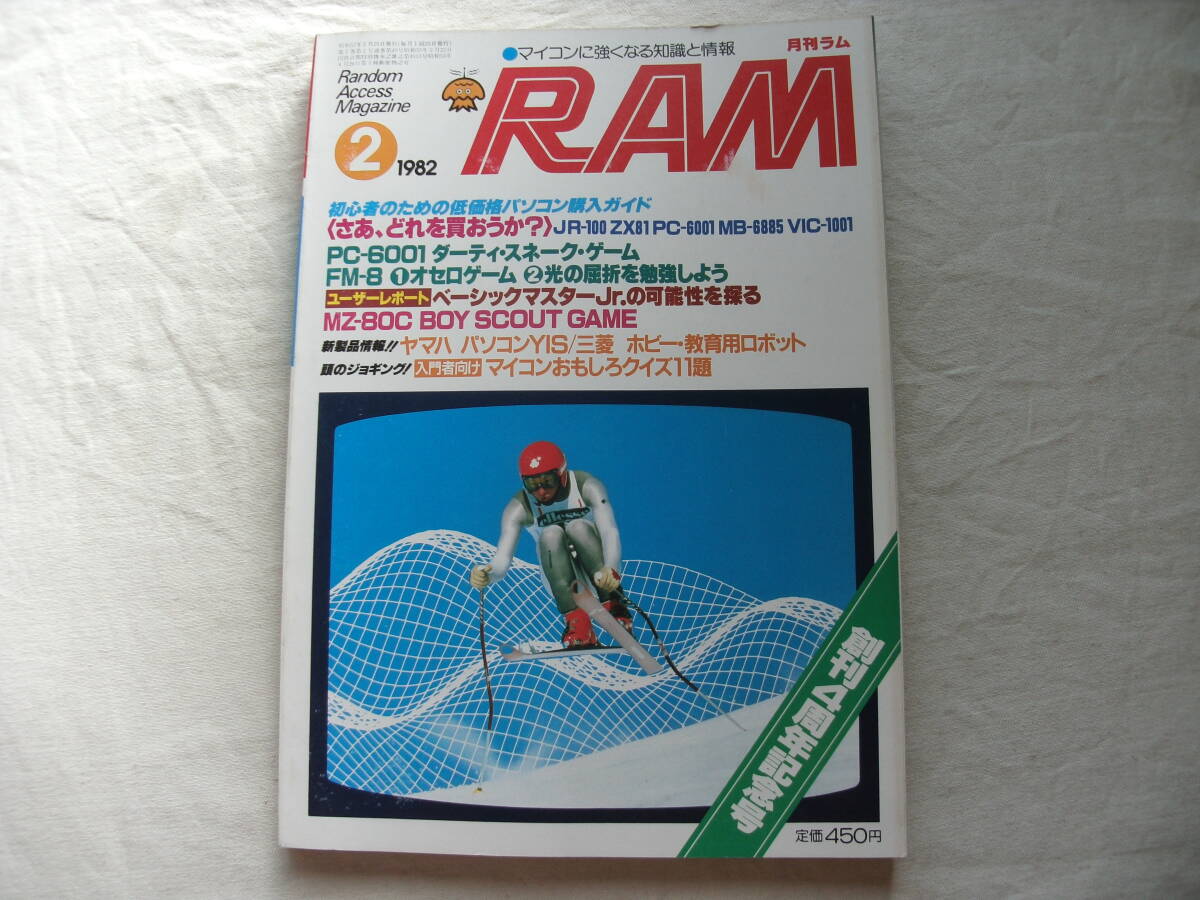 ●マイコンに強くなる知識と情報
月刊ラム
Random
Access
Magazine
RAM
2 1982
初心者のための低価格パソコン購入ガイド
〈さあ、どれを買おうか?〉JR-100 ZX81 PC-6001 MB-6885 VIC-1001
PC-6001 ダーティ・スネーク・ゲーム
FM-8 ❶オセロゲーム ❷光の屈折を勉強しよう
ユーザーレポート ベーシックマスターJr.の可能性を探る
MZ-80C BOY SCOUT GAME
新製品情報!! ヤマハ パソコンYIS/三菱 ホビー・教育用ロボット
頭のジョギング! 入門者向け マイコンおもしろクイズ11題
ellesse
創刊4周年記念号
定価450円